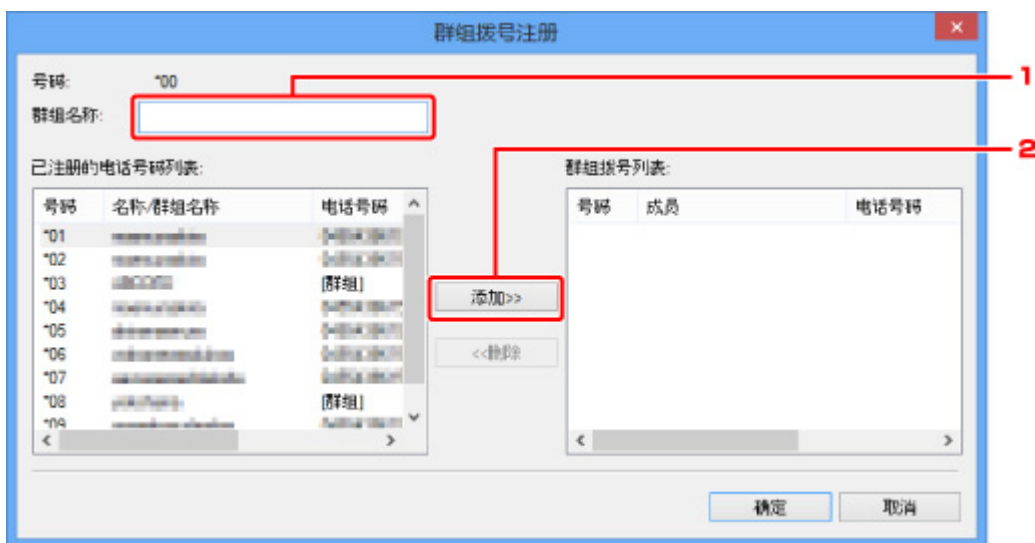 群组拨号注册
号码: *00
1
群组名称:
2
已注册的电话号码列表:
群组拨号列表:
号码 名称/群组名称 电话号码
号码 成员 电话号码
*01
*02
*03 [群组]
*04
*05
*06
*07
*08 [群组]
*09
添加>>
<<删除
确定 取消